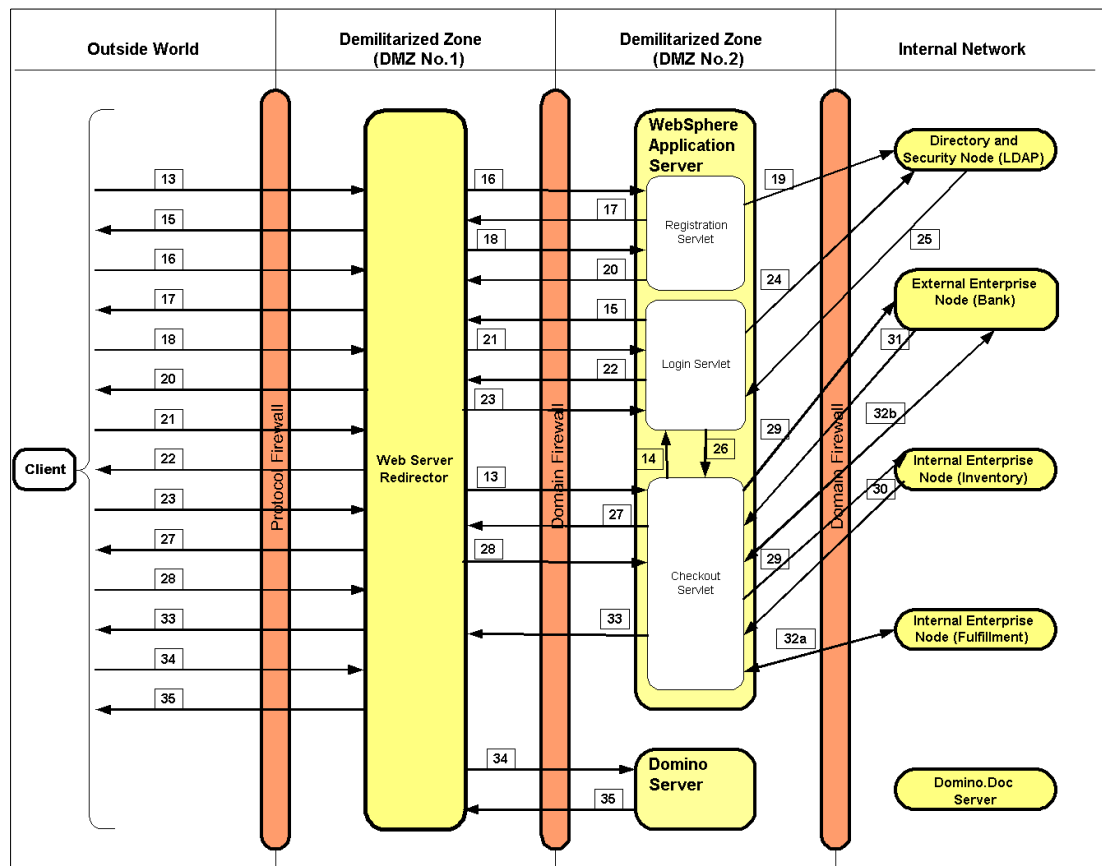 Outside World
Demilitarized Zone
(DMZ No.1)
Demilitarized Zone
(DMZ No.2)
Internal Network
Client
13
15
16
17
18
20
21
22
23
27
28
33
34
35
Protocol Firewall
Web Server
Redirector
16
17
18
20
15
21
22
23
13
27
28
33
34
35
Domain Firewall
WebSphere
Application
Server
Registration
Servlet
Login Servlet
14
26
Checkout
Servlet
Domino
Server
19
24
25
31
29
32b
30
29
32a
Domain Firewall
Directory and
Security Node (LDAP)
External Enterprise
Node (Bank)
Internal Enterprise
Node (Inventory)
Internal Enterprise
Node (Fulfillment)
Domino.Doc
Server